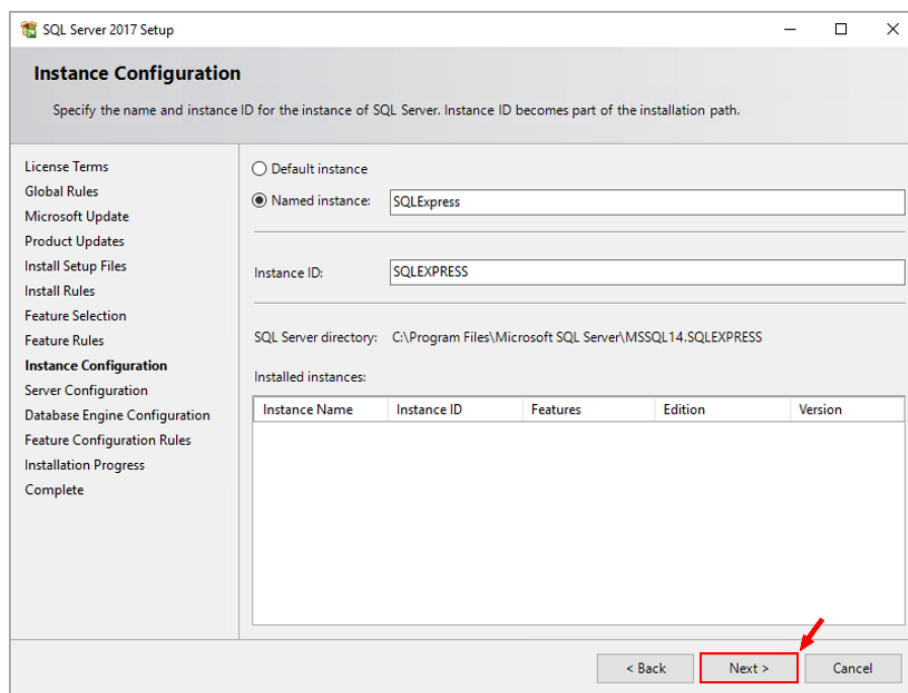 SQL Server 2017 Setup
Instance Configuration
Specify the name and instance ID for the instance of SQL Server. Instance ID becomes part of the installation path.
License Terms
Global Rules
Microsoft Update
Product Updates
Install Setup Files
Install Rules
Feature Selection
Feature Rules
Instance Configuration
Server Configuration
Database Engine Configuration
Feature Configuration Rules
Installation Progress
Complete
Default instance
Named instance: SQLExpress
Instance ID: SQLEXPRESS
SQL Server directory: C:\Program Files\Microsoft SQL Server\MSSQL14.SQLEXPRESS
Installed instances:
Instance Name Instance ID Features Edition Version
< Back Next > Cancel